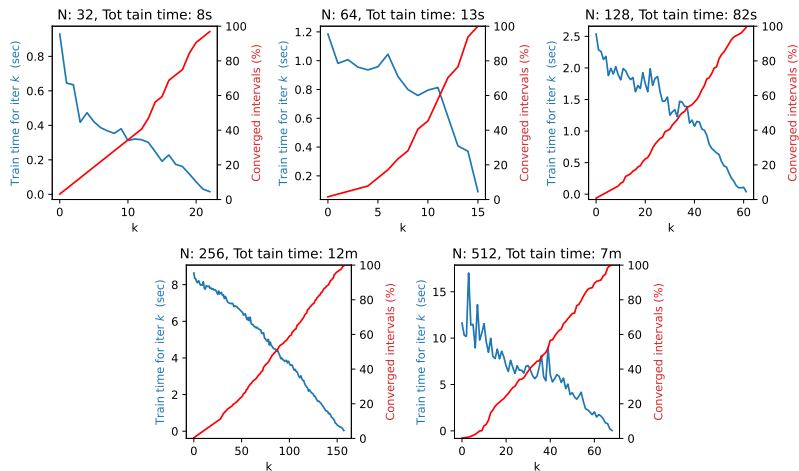 N: 32, Tot tain time: 8s
N: 64, Tot tain time: 13s
N: 128, Tot tain time: 82s
Train time for iter k (sec)
0.8
0.6
0.4
0.2
0.0
0 10 20
k
100
80
60
40
20
0
Converged intervals (%)
Train time for iter k (sec)
1.2
1.0
0.8
0.6
0.4
0.2
0 5 10 15
k
100
80
60
40
20
0
Converged intervals (%)
Train time for iter k (sec)
2.5
2.0
1.5
1.0
0.5
0.0
0 20 40 60
k
100
80
60
40
20
0
Converged intervals (%)
N: 256, Tot tain time: 12m
N: 512, Tot tain time: 7m
Train time for iter k (sec)
8
6
4
2
0
0 50 100 150
k
100
80
60
40
20
0
Converged intervals (%)
Train time for iter k (sec)
15
10
5
0
0 20 40 60
k
100
80
60
40
20
0
Converged intervals (%)